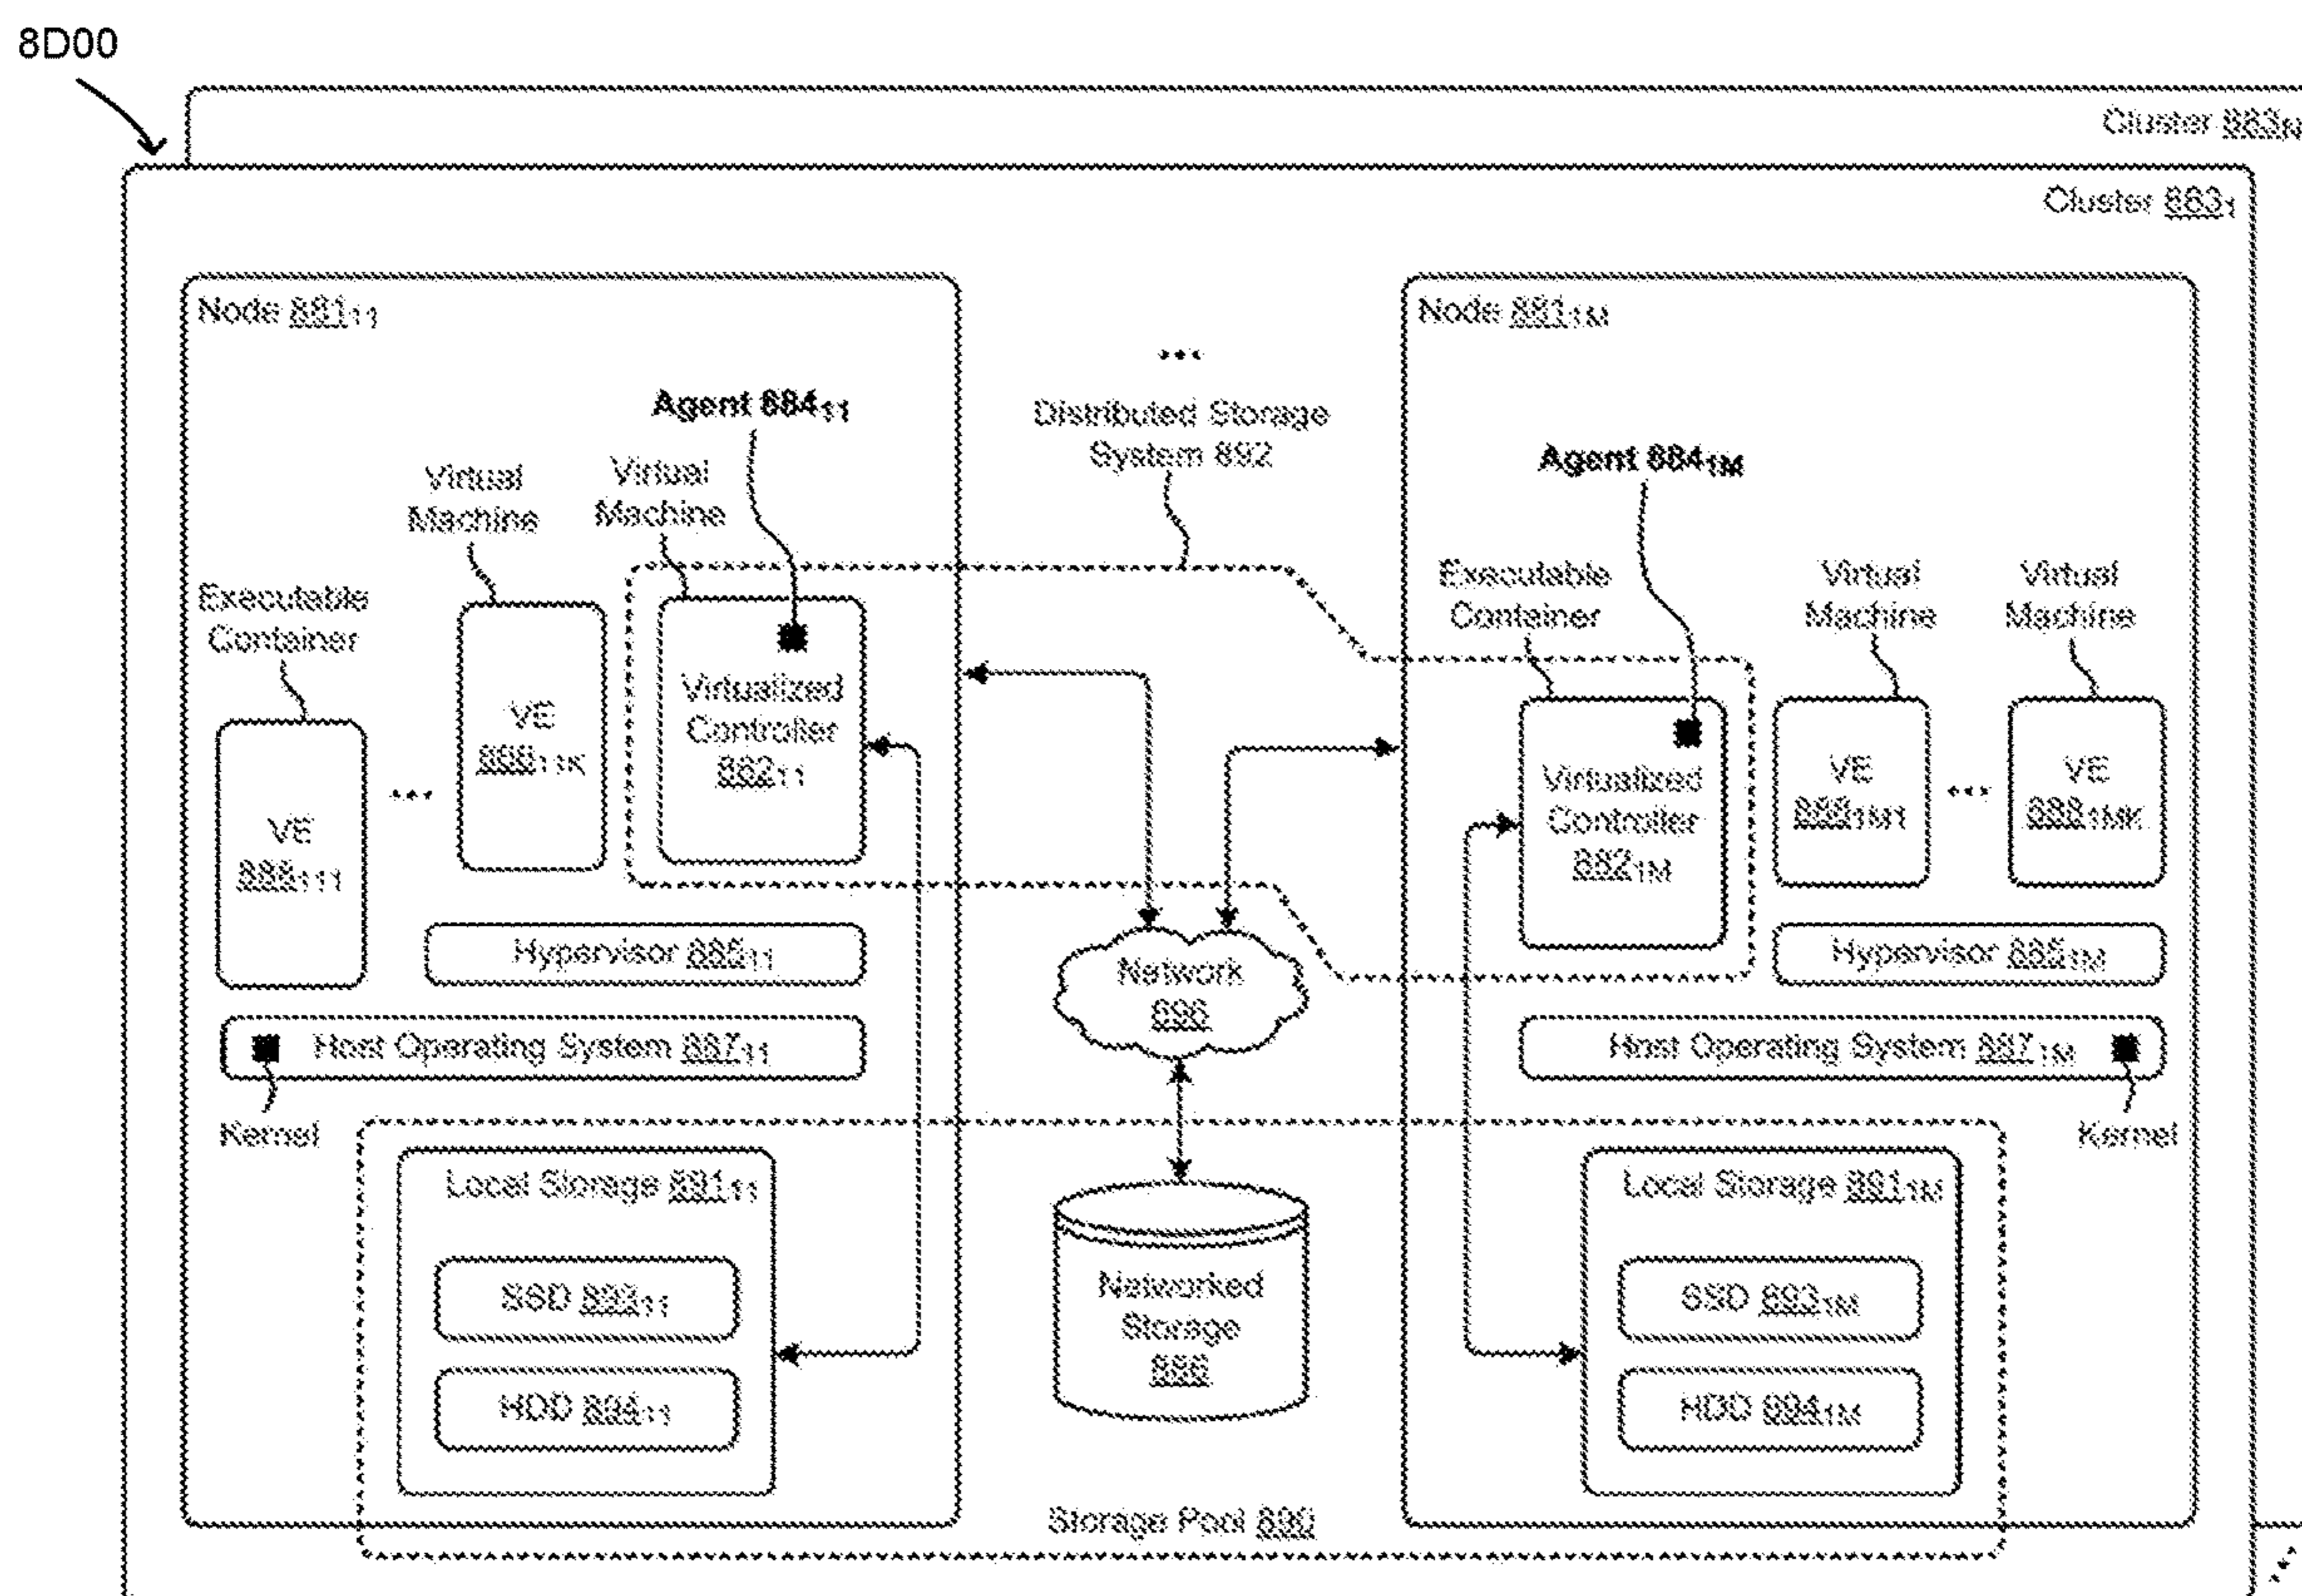 8D00
Cluster 883N
Cluster 8831
Node 88111
Node 8811M
...
Agent 88411
Distributed Storage
System 892
Agent 8841M
Virtual
Machine
Virtual
Machine
Executable
Container
Executable
Container
Virtual
Machine
Virtual
Machine
VE
888111
...
VE
88811K
Virtualized
Controller
88211
Virtualized
Controller
8821M
VE
8881M1
...
VE
8881MK
Hypervisor 88511
Network
896
Hypervisor 8851M
Host Operating System 88711
Host Operating System 8871M
Kernel
Kernel
Local Storage 89111
Local Storage 8911M
SSD 89311
Networked
Storage
886
SSD 8931M
HDD 89411
HDD 8941M
Storage Pool 890